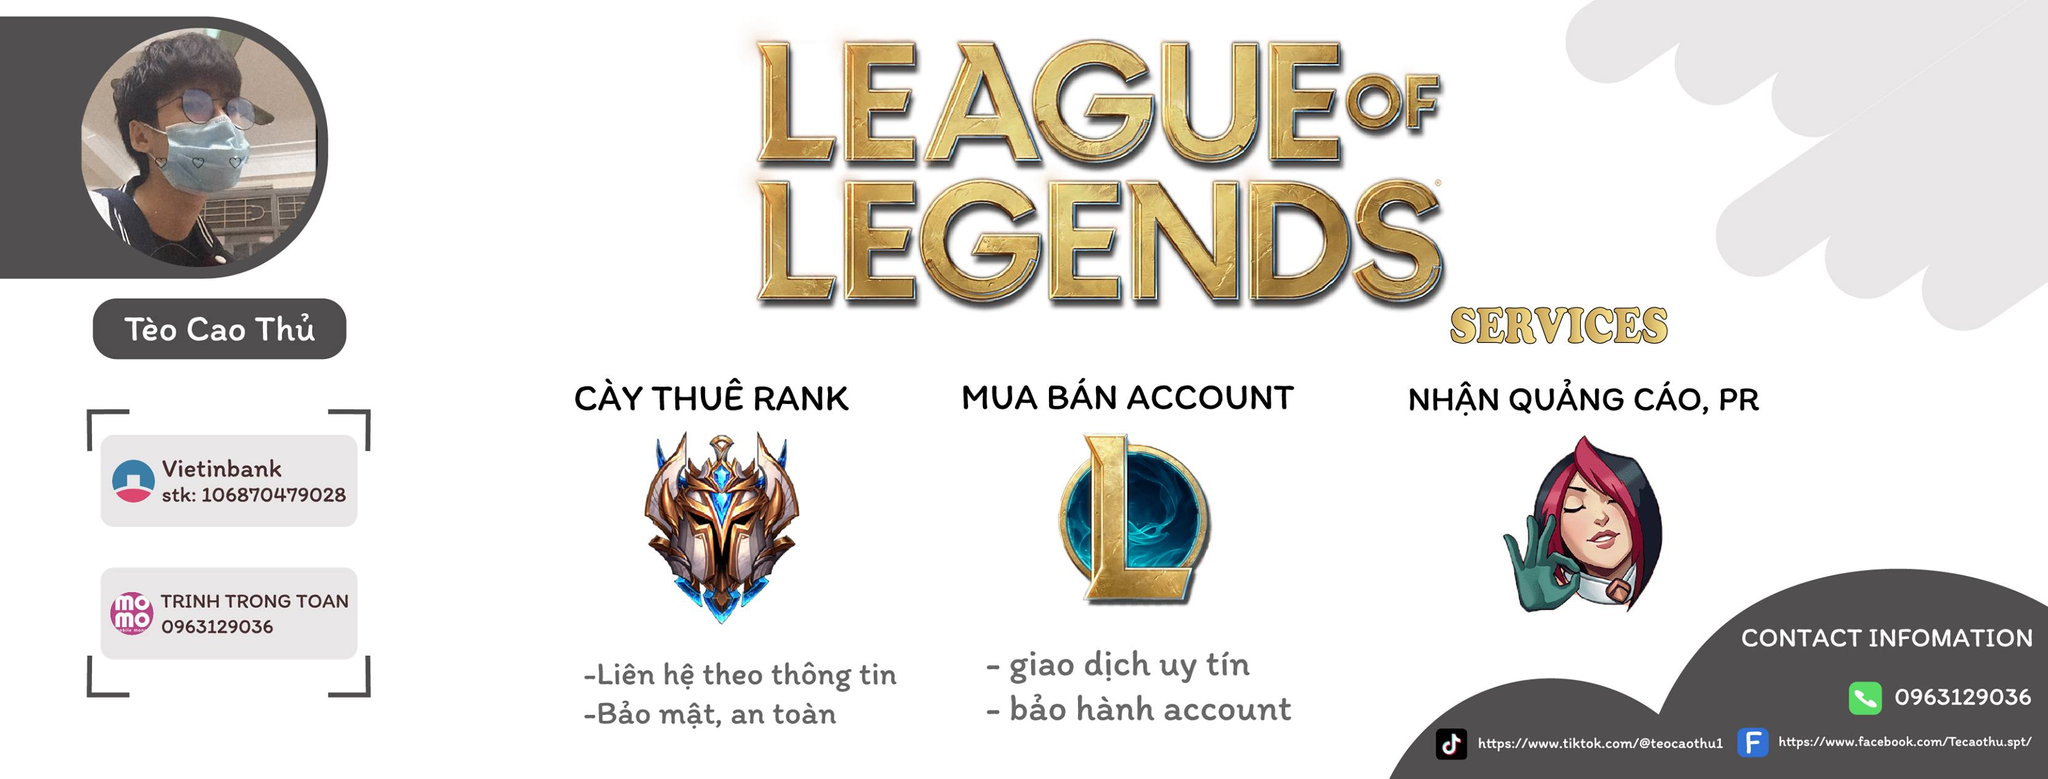 LEAGUE OF
LEGENDS
SERVICES
Tèo Cao Thủ
Vietinbank
stk: 106870479028
momo
TRINH TRONG TOAN
0963129036
CÀY THUÊ RANK
-Liên hệ theo thông tin
-Bảo mật, an toàn
MUA BÁN ACCOUNT
- giao dịch uy tín
- bảo hành account
NHẬN QUẢNG CÁO, PR
CONTACT INFOMATION
0963129036
https://www.tiktok.com/@teocaothu1
https://www.facebook.com/Tecaothu.spt/